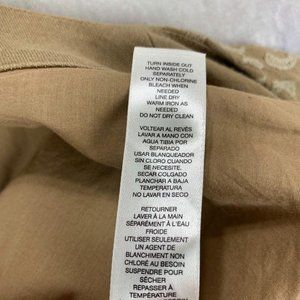 TURN INSIDE OUT
HAND WASH COLD
SEPARATELY
ONLY NON-CHLORINE
BLEACH WHEN
NEEDED
LINE DRY
WARM IRON AS
NEEDED
DO NOT DRY CLEAN
VOLTEAR AL REVÉS
LAVAR A MANO CON
AGUA TIBIA POR
SEPARADO
USAR BLANQUEADOR
SIN CLORO CUANDO
SE NECESITE.
SECAR COLGADO
PLANCHAR A BAJA
TEMPERATURA
NO LAVAR EN SECO
RETOURNER
LAVER À LA MAIN
SÉPARÉMENT À L'EAU
FROIDE
UTILISER SEULEMENT
UN AGENT DE
BLANCHIMENT NON
CHLORÉ AU BESOIN
SUSPENDRE POUR
SÉCHER
REPASSER À
TEMPÉRATURE